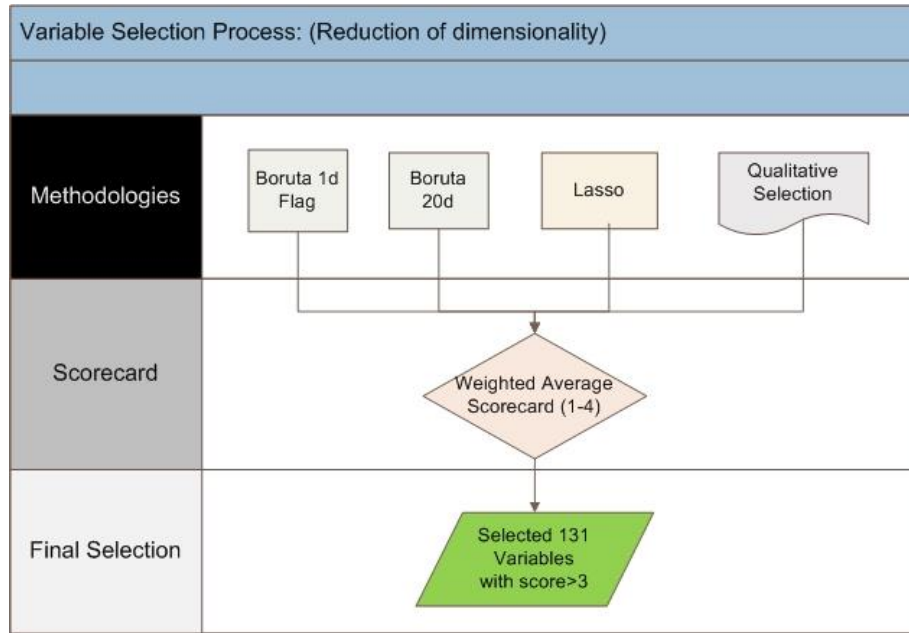 Variable Selection Process: (Reduction of dimensionality)
Methodologies
Boruta 1d
Flag
Boruta
20d
Lasso
Qualitative
Selection
Scorecard
Weighted Average
Scorecard (1-4)
Final Selection
Selected 131
Variables
with score>3